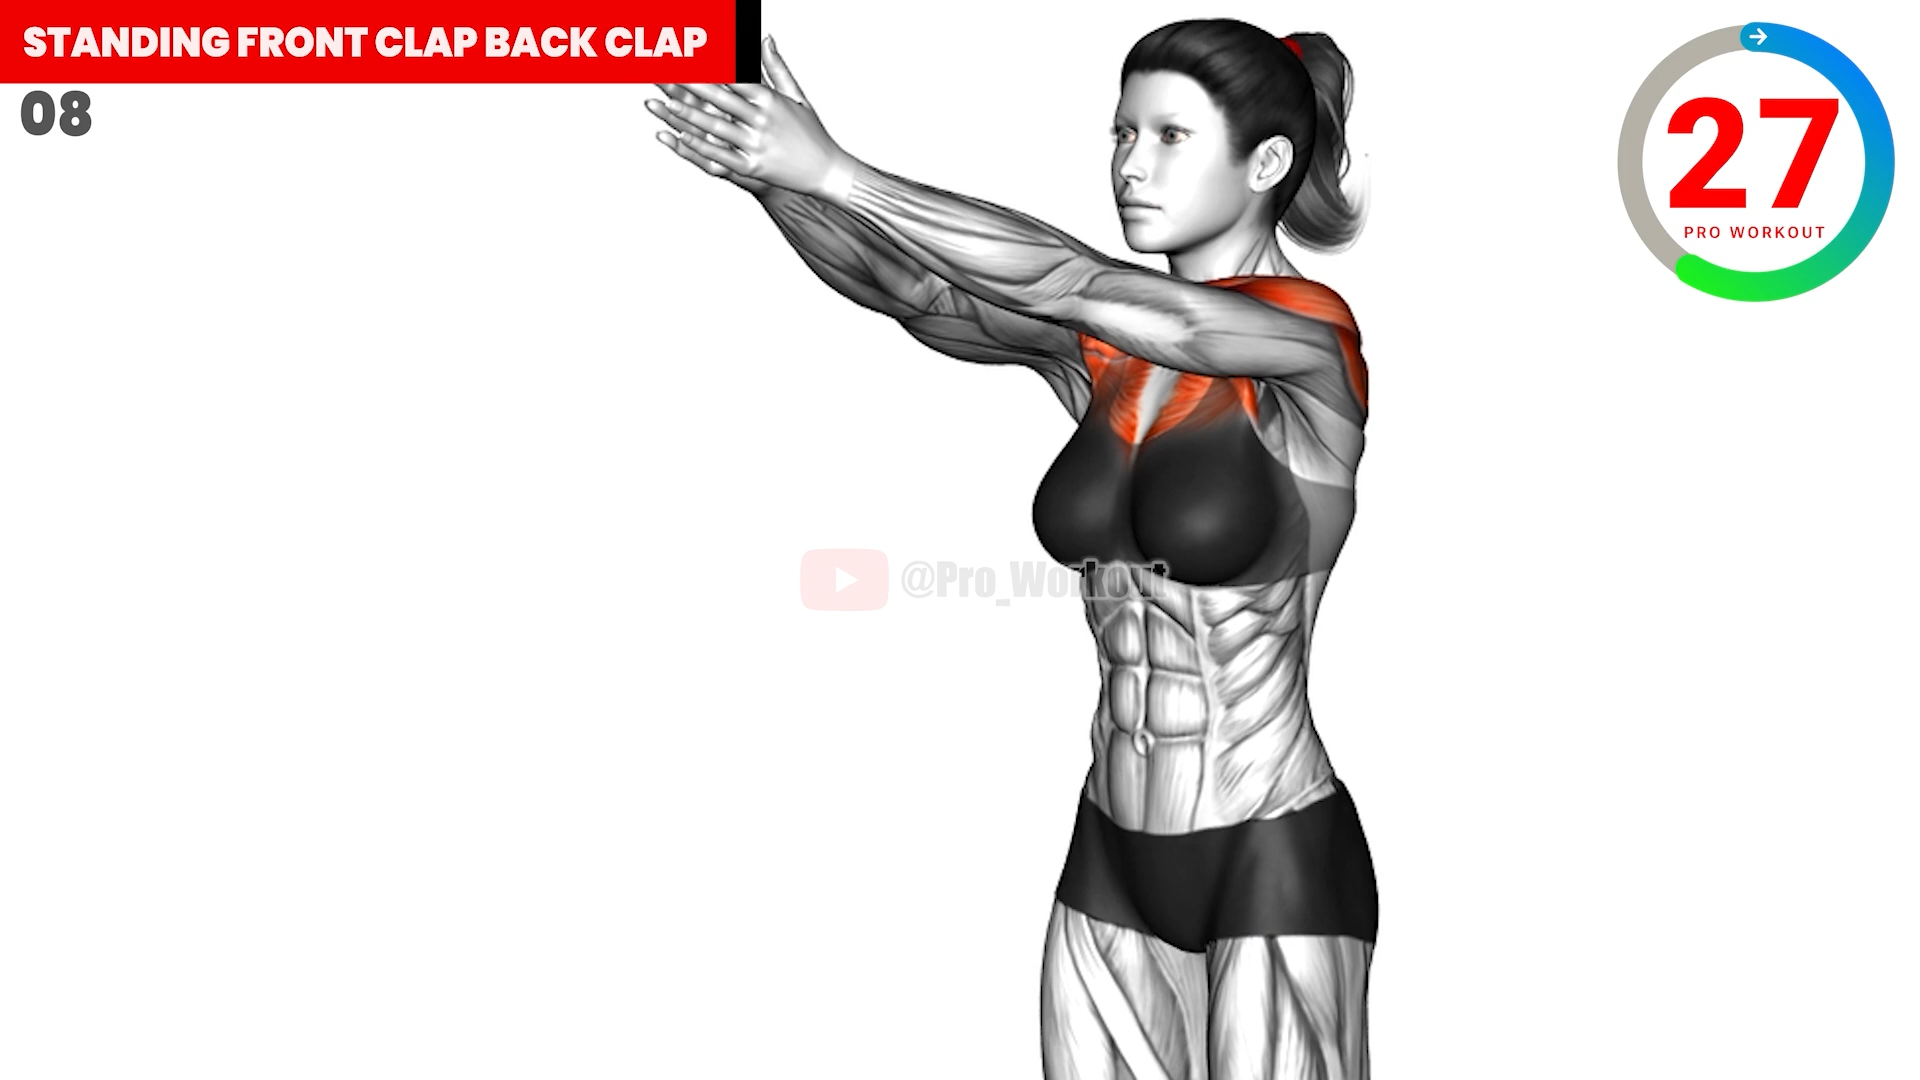 STANDING FRONT CLAP BACK CLAP
08
27
PRO WORKOUT
@Pro_Workout